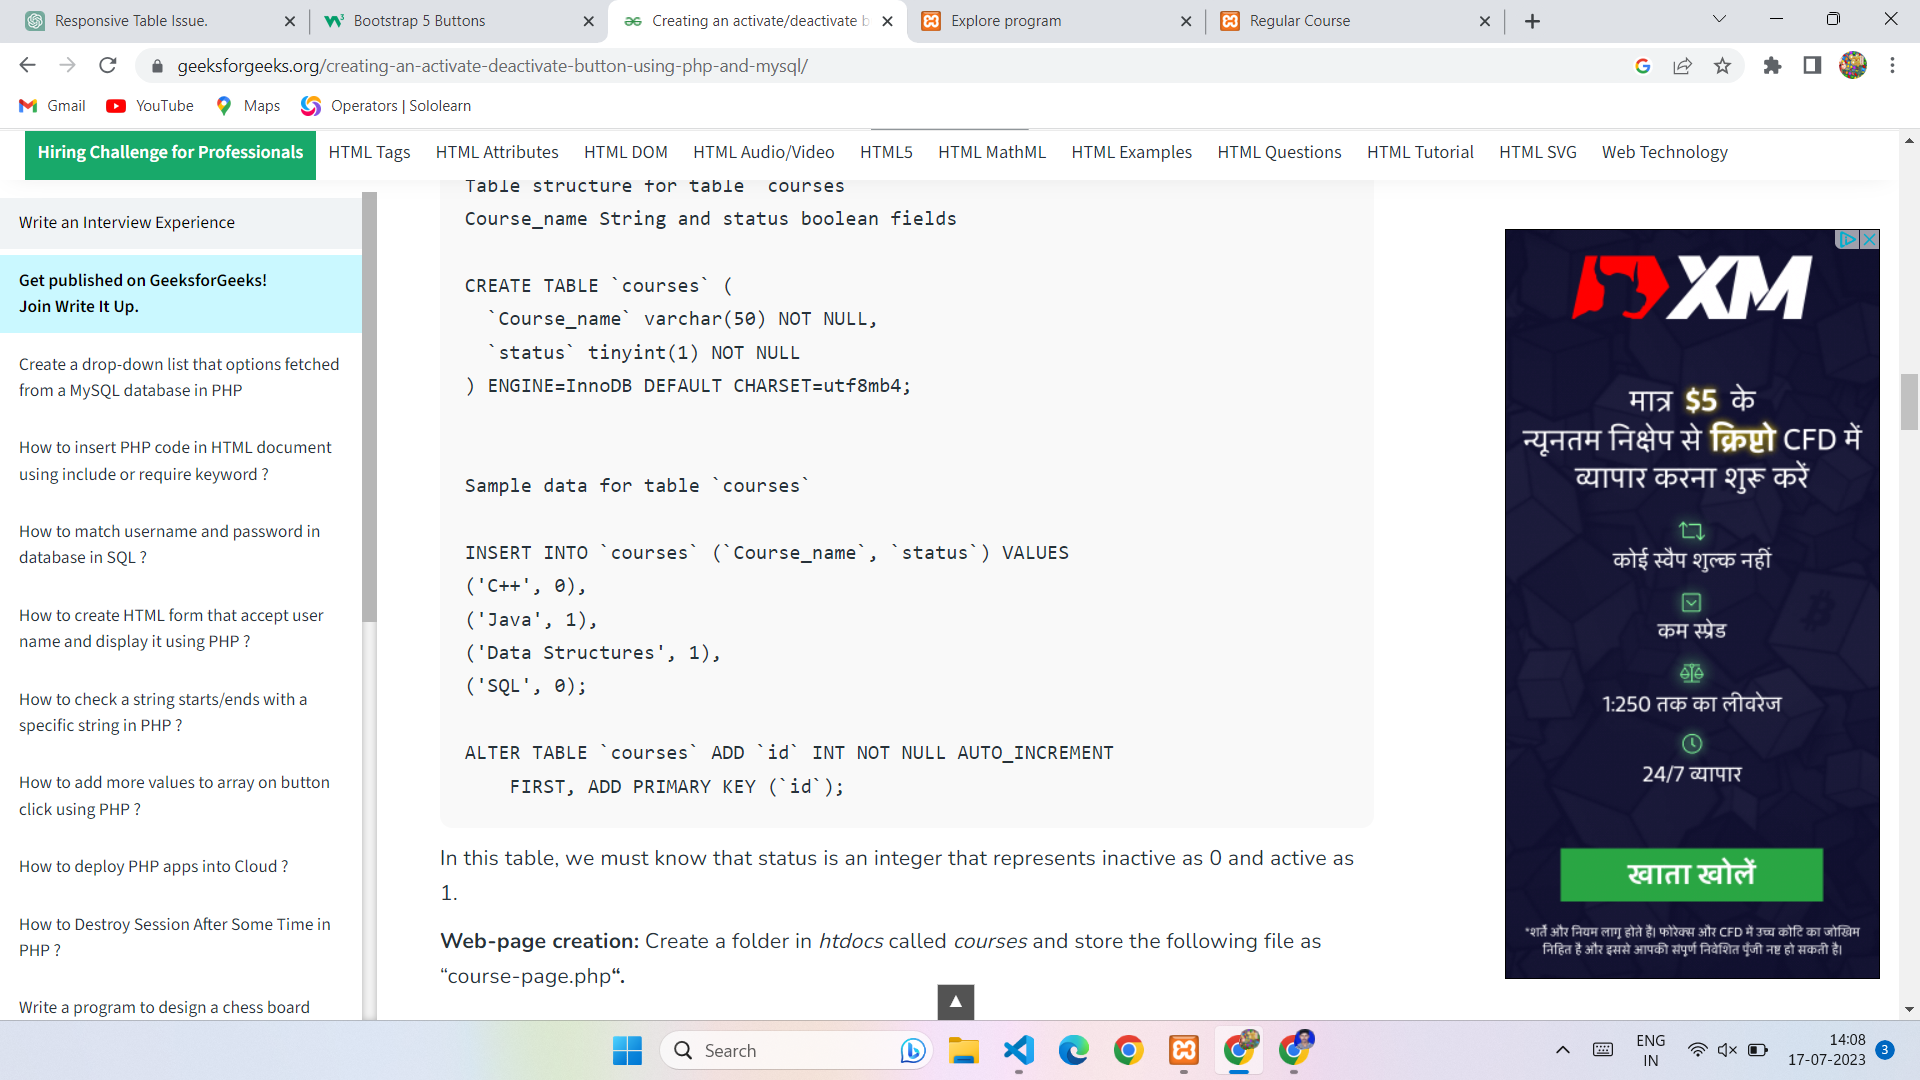 Responsive Table Issue.
Bootstrap 5 Buttons
Creating an activate/deactivate b
Explore program
Regular Course
geeksforgeeks.org/creating-an-activate-deactivate-button-using-php-and-mysql/
Gmail
YouTube
Maps
Operators | Sololearn
Hiring Challenge for Professionals
HTML Tags
HTML Attributes
HTML DOM
HTML Audio/Video
HTML5
HTML MathML
HTML Examples
HTML Questions
HTML Tutorial
HTML SVG
Web Technology
Write an Interview Experience
Get published on GeeksforGeeks!
Join Write It Up.
Create a drop-down list that options fetched
from a MySQL database in PHP
How to insert PHP code in HTML document
using include or require keyword ?
How to match username and password in
database in SQL ?
How to create HTML form that accept user
name and display it using PHP ?
How to check a string starts/ends with a
specific string in PHP ?
How to add more values to array on button
click using PHP ?
How to deploy PHP apps into Cloud ?
How to Destroy Session After Some Time in
PHP ?
Write a program to design a chess board
Table structure for table `courses
Course_name String and status boolean fields
CREATE TABLE `courses` (
`Course_name` varchar(50) NOT NULL,
`status` tinyint(1) NOT NULL
) ENGINE=InnoDB DEFAULT CHARSET=utf8mb4;
Sample data for table `courses`
INSERT INTO `courses` (`Course_name`, `status`) VALUES
('C++', 0),
('Java', 1),
('Data Structures', 1),
('SQL', 0);
ALTER TABLE `courses` ADD `id` INT NOT NULL AUTO_INCREMENT
FIRST, ADD PRIMARY KEY (`id`);
In this table, we must know that status is an integer that represents inactive as 0 and active as
1.
Web-page creation: Create a folder in htdocs called courses and store the following file as
“course-page.php“.
XM
मात्र $5 के
न्यूनतम निक्षेप से क्रिप्टो CFD में
व्यापार करना शुरू करें
कोई स्वैप शुल्क नहीं
कम स्प्रेड
1:250 तक का लीवरेज
24/7 व्यापार
खाता खोलें
*शर्तें और नियम लागू होते हैं। फोरेक्स और CFD में उच्च कोटि का जोखिम
निहित है और इससे आपकी संपूर्ण निवेशित पूँजी नष्ट हो सकती है।
Search
ENG
IN
14:08
17-07-2023
3